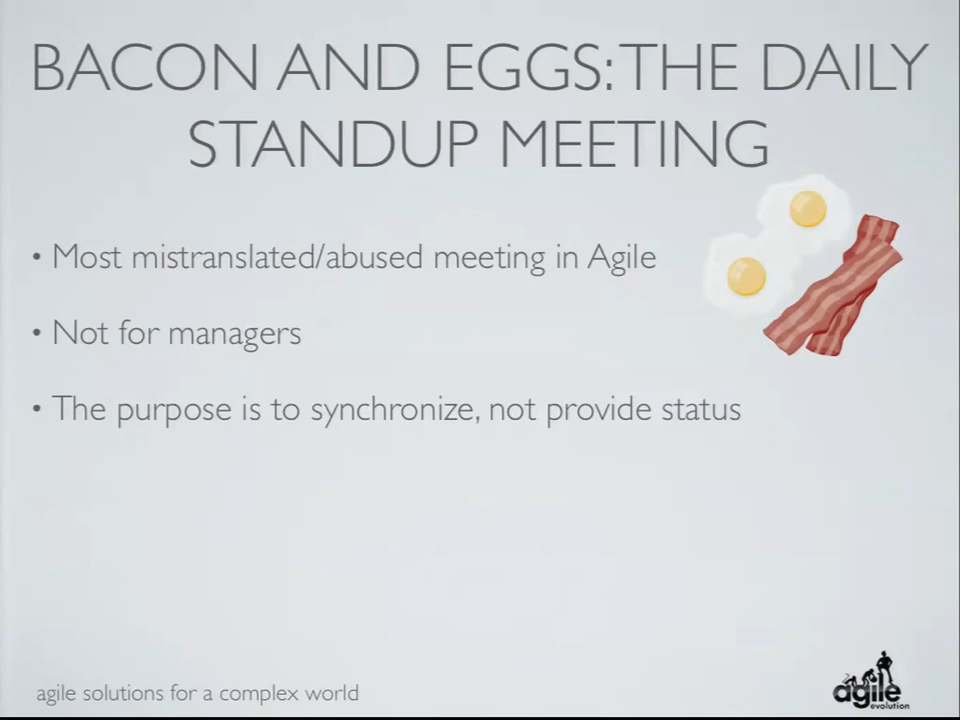 BACON AND EGGS: THE DAILY
STANDUP MEETING
• Most mistranslated/abused meeting in Agile
• Not for managers
• The purpose is to synchronize, not provide status
agile solutions for a complex world
agile
evolution